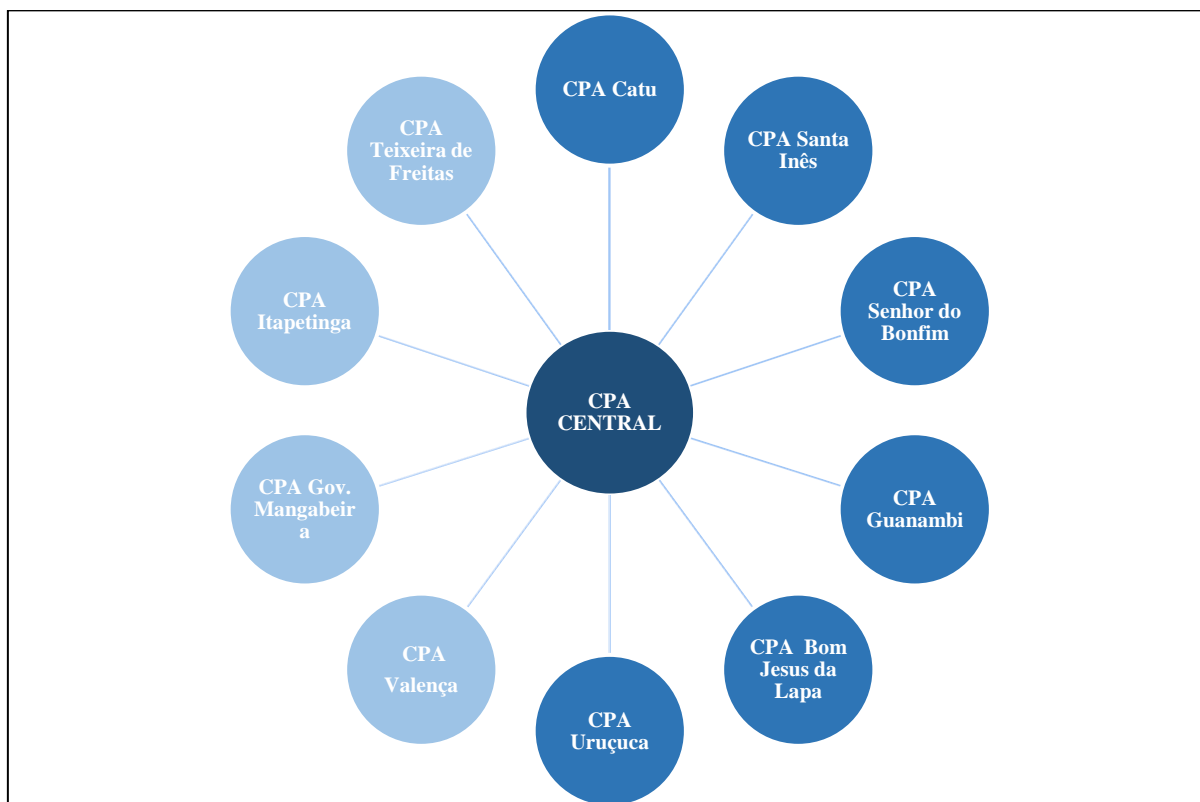 CPA Catu
CPA Santa
Inês
CPA
Senhor do
Bonfim
CPA
Guanambi
CPA  Bom
Jesus da
Lapa
CPA
Uruçuca
CPA
Valença
CPA Gov.
Mangabeir
a
CPA
Itapetinga
CPA
Teixeira de
Freitas
CPA
CENTRAL